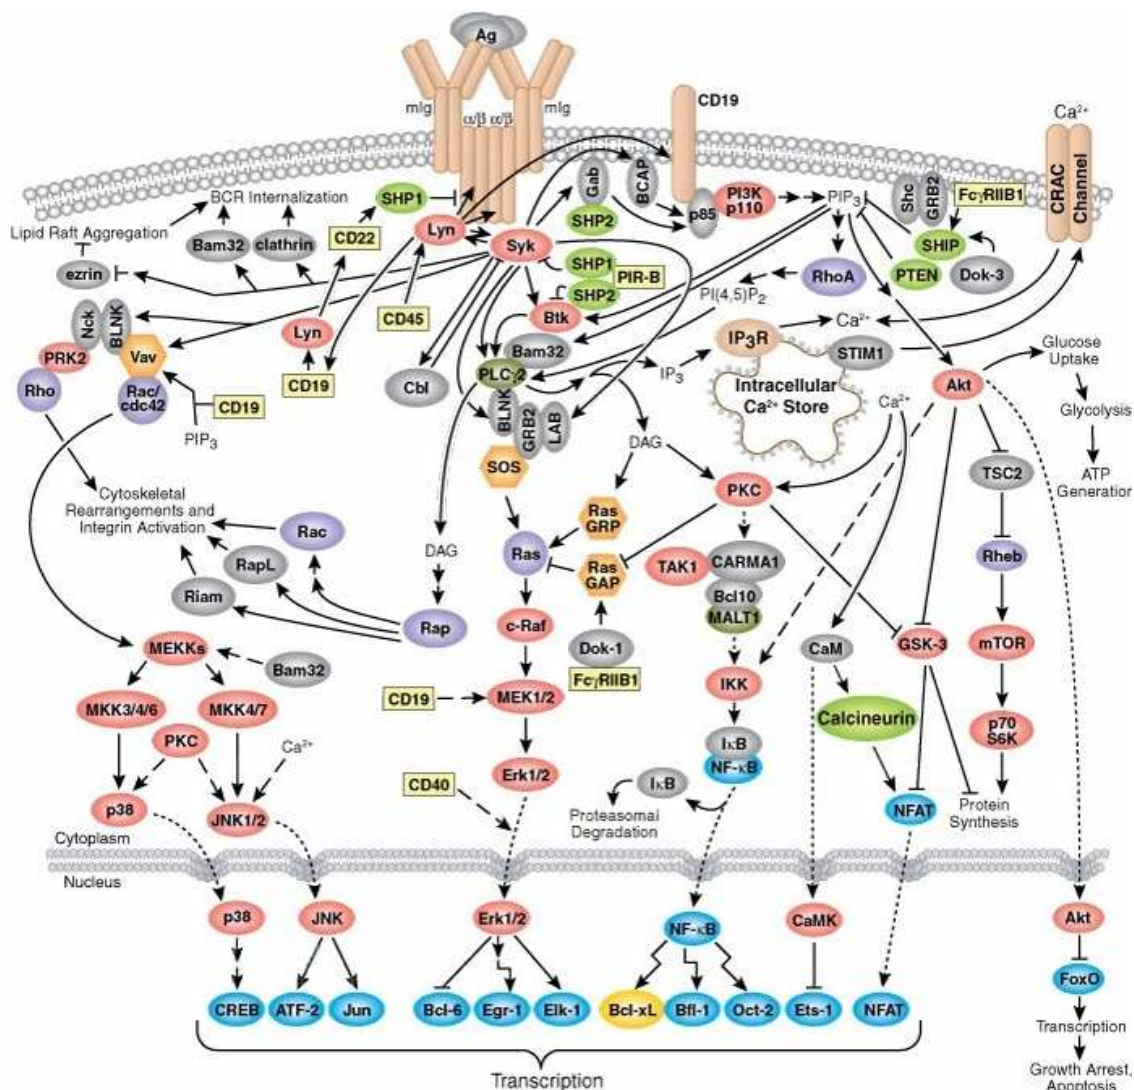 Ag
mIg
α/β α/β
mIg
CD19
Ca²⁺
CRAC
Channel
BCR Internalization
Lipid Raft Aggregation
ezrin
Bam32
clathrin
SHP1
CD22
Lyn
Syk
Gab
SHP2
BCAP
p85
PI3K
p110
PIP₃
Shc
GRB2
FcγRIIB1
SHIP
PTEN
Dok-3
SHP1
PIR-B
SHP2
Btk
RhoA
PI(4,5)P₂
Nck
BLNK
PRK2
Vav
Rho
Rac/
cdc42
Lyn
CD45
CD19
CD19
PIP₃
Cbl
Bam32
PLCγ2
BLNK
GRB2
LAB
SOS
IP₃
IP₃R
Ca²⁺
STIM1
Intracellular
Ca²⁺ Store
Ca²⁺
Akt
Glucose
Uptake
Glycolysis
ATP
Generation
TSC2
Rheb
mTOR
p70
S6K
Protein
Synthesis
DAG
PKC
Ras
GRP
Ras
Ras
GAP
Dok-1
FcγRIIB1
TAK1
CARMA1
Bcl10
MALT1
IKK
IκB
NF-κB
IκB
Proteasomal
Degradation
CaM
GSK-3
Calcineurin
NFAT
Cytoskeletal
Rearrangements and
Integrin Activation
Rac
RapL
Riam
DAG
Rap
c-Raf
CD19
MEK1/2
Erk1/2
CD40
MEKKs
Bam32
MKK3/4/6
MKK4/7
PKC
Ca²⁺
p38
JNK1/2
Cytoplasm
Nucleus
p38
JNK
Erk1/2
NF-κB
CaMK
Akt
CREB
ATF-2
Jun
Bcl-6
Egr-1
Elk-1
Bcl-xL
Bfl-1
Oct-2
Ets-1
NFAT
FoxO
Transcription
Growth Arrest,
Apoptosis
Transcription